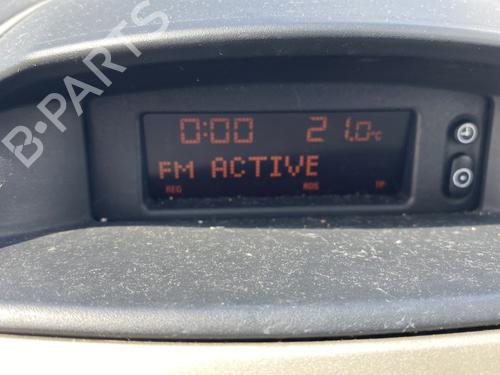 0:00 21.0°C
FM ACTIVE
REG RDS TP
B-PARTS